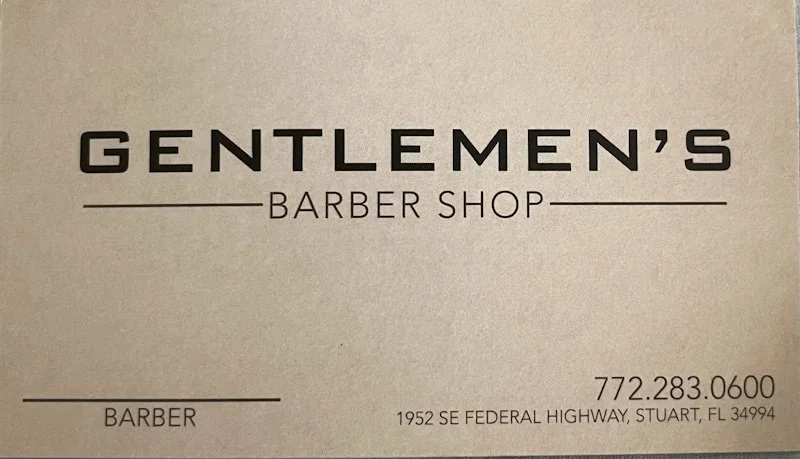 GENTLEMEN'S
BARBER SHOP
772.283.0600
BARBER
1952 SE FEDERAL HIGHWAY, STUART, FL 34994